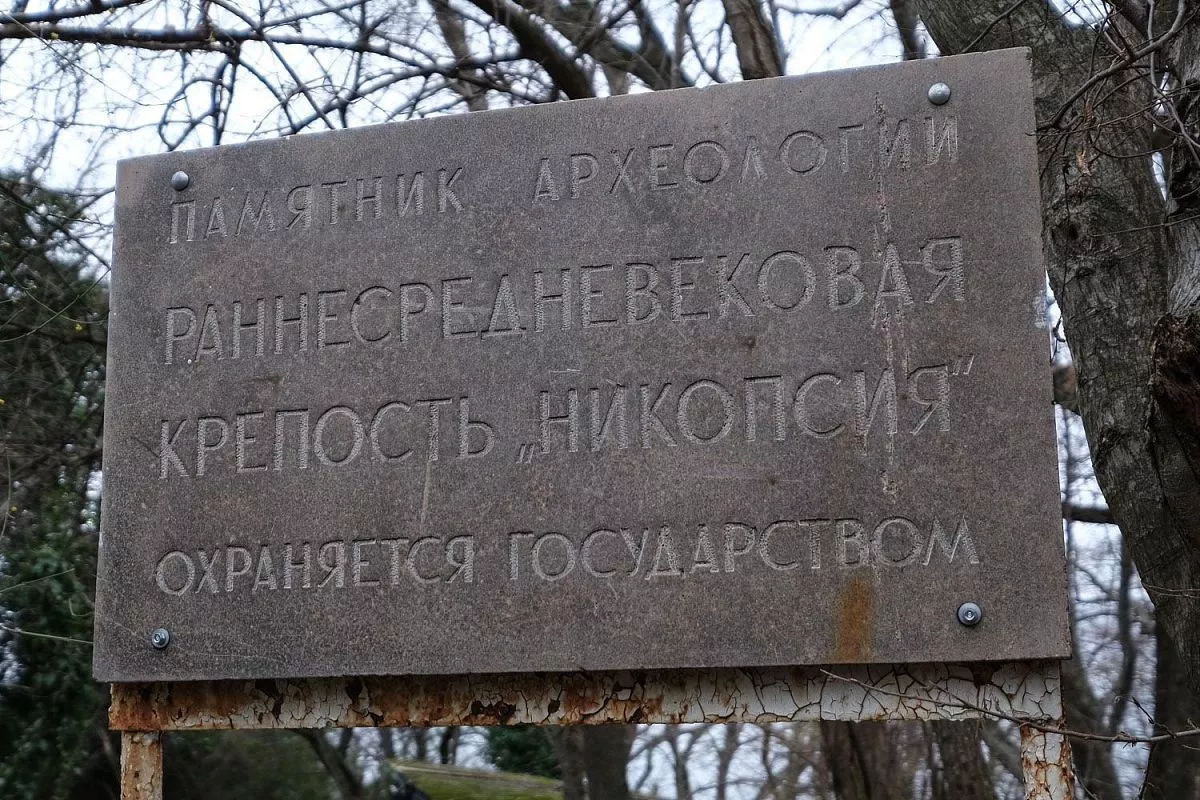 ПАМЯТНИК АРХЕОЛОГИИ
РАННЕСРЕДНЕВЕКОВАЯ
КРЕПОСТЬ „НИКОПСИЯ”
ОХРАНЯЕТСЯ ГОСУДАРСТВОМ